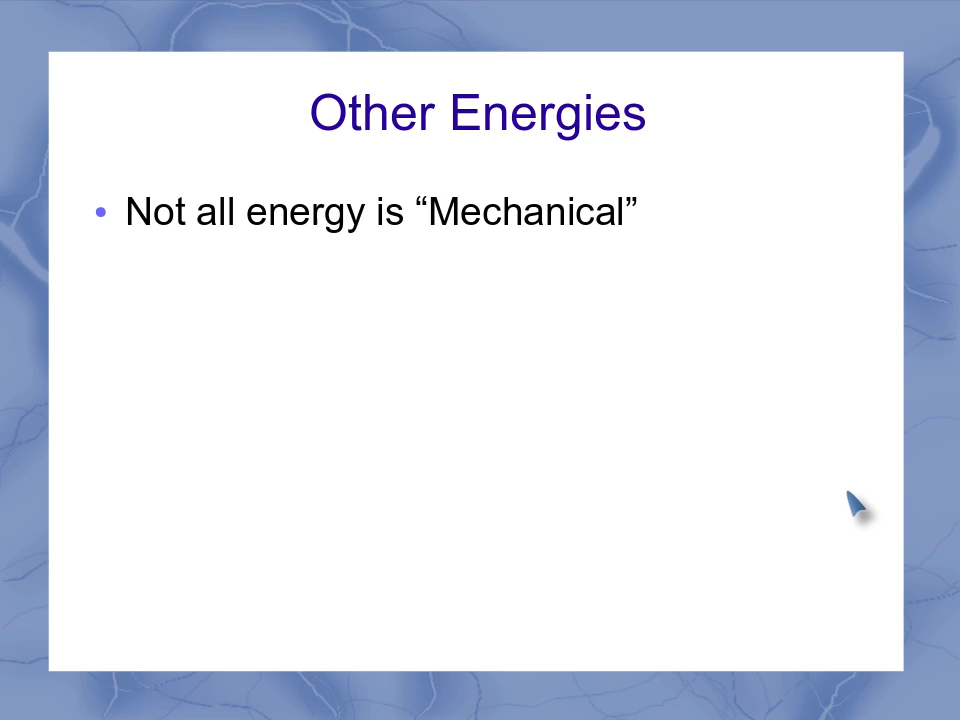 Other Energies
• Not all energy is “Mechanical”